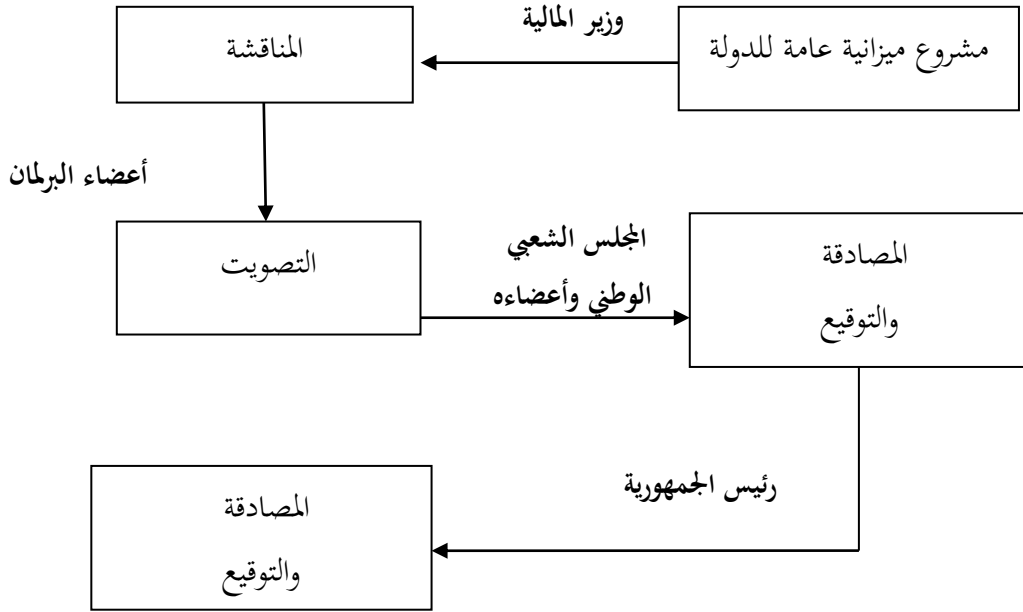 وزير المالية
مشروع ميزانية عامة للدولة
المناقشة
أعضاء البرلمان
التصويت
المجلس الشعبي
الوطني وأعضاءه
المصادقة
والتوقيع
رئيس الجمهورية
المصادقة
والتوقيع